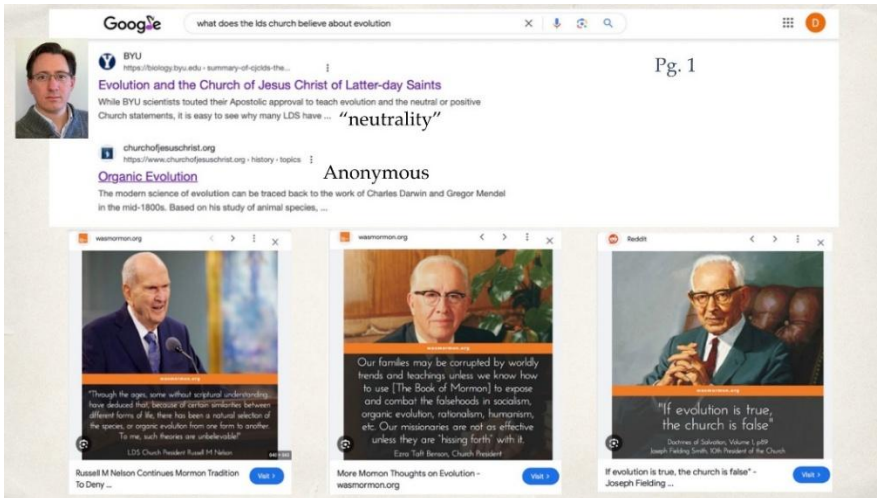 Google
what does the lds church believe about evolution
D
BYU
https://biology.byu.edu › summary-of-cjclds-the...
Evolution and the Church of Jesus Christ of Latter-day Saints
While BYU scientists touted their Apostolic approval to teach evolution and the neutral or positive
Church statements, it is easy to see why many LDS have ...
“neutrality”
Pg. 1
churchofjesuschrist.org
https://www.churchofjesuschrist.org › history › topics
Organic Evolution
Anonymous
The modern science of evolution can be traced back to the work of Charles Darwin and Gregor Mendel
in the mid-1800s. Based on his study of animal species, ...
wasmormon.org
wasmormon.org
"Through the ages, some without scriptural understanding
have deduced that, because of certain similarities between
different forms of life, there has been a natural selection of
the species, or organic evolution from one form to another.
To me, such theories are unbelievable!"
LDS Church President Russell M Nelson
Russell M Nelson Continues Mormon Tradition
To Deny ...
Visit >
wasmormon.org
wasmormon.org
Our families may be corrupted by worldly
trends and teachings unless we know how
to use [The Book of Mormon] to expose
and combat the falsehoods in socialism,
organic evolution, rationalism, humanism,
etc. Our missionaries are not as effective
unless they are "hissing forth" with it.
Ezra Taft Benson, Church President
More Mormon Thoughts on Evolution -
wasmormon.org
Visit >
Reddit
wasmormon.org
"If evolution is true,
the church is false"
Doctrines of Salvation, Volume 1, p89
Joseph Fielding Smith, 10th President of the Church
If evolution is true, the church is false" -
Joseph Fielding ...
Visit >